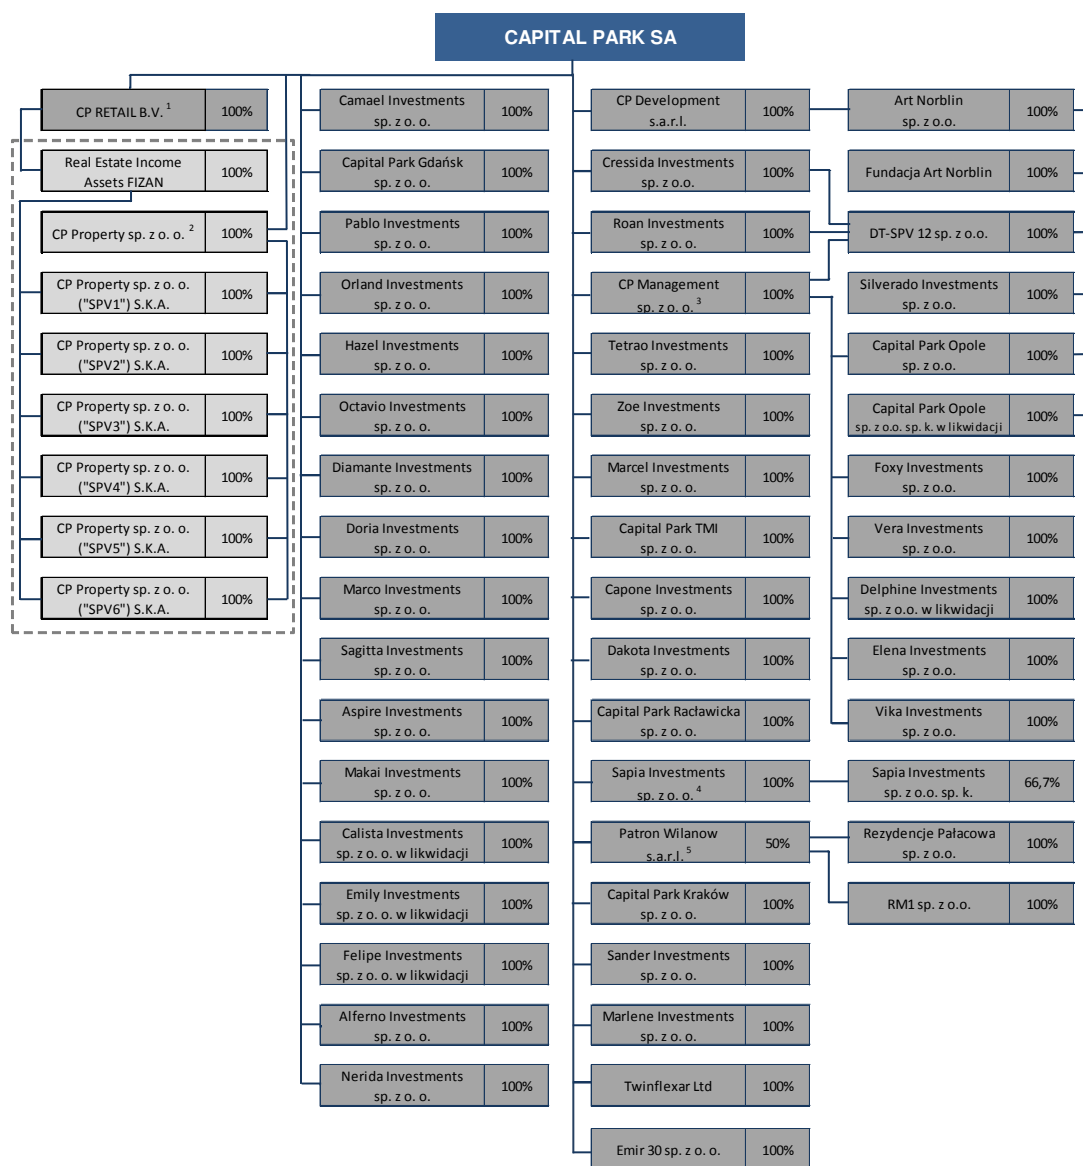 CAPITAL PARK SA
CP RETAIL B.V. 1
100%
Real Estate Income
Assets FIZAN
100%
CP Property sp. z o. o. 2
100%
CP Property sp. z o. o.
("SPV1") S.K.A.
100%
CP Property sp. z o. o.
("SPV2") S.K.A.
100%
CP Property sp. z o. o.
("SPV3") S.K.A.
100%
CP Property sp. z o. o.
("SPV4") S.K.A.
100%
CP Property sp. z o. o.
("SPV5") S.K.A.
100%
CP Property sp. z o. o.
("SPV6") S.K.A.
100%
Camael Investments
sp. z o. o.
100%
Capital Park Gdańsk
sp. z o. o.
100%
Pablo Investments
sp. z o. o.
100%
Orland Investments
sp. z o. o.
100%
Hazel Investments
sp. z o. o.
100%
Octavio Investments
sp. z o. o.
100%
Diamante Investments
sp. z o. o.
100%
Doria Investments
sp. z o. o.
100%
Marco Investments
sp. z o. o.
100%
Sagitta Investments
sp. z o. o.
100%
Aspire Investments
sp. z o. o.
100%
Makai Investments
sp. z o. o.
100%
Calista Investments
sp. z o. o. w likwidacji
100%
Emily Investments
sp. z o. o. w likwidacji
100%
Felipe Investments
sp. z o. o. w likwidacji
100%
Alferno Investments
sp. z o. o.
100%
Nerida Investments
sp. z o. o.
100%
CP Development
s.a.r.l.
100%
Cressida Investments
sp. z o.o.
100%
Roan Investments
sp. z o. o.
100%
CP Management
sp. z o. o. 3
100%
Tetrao Investments
sp. z o. o.
100%
Zoe Investments
sp. z o. o.
100%
Marcel Investments
sp. z o. o.
100%
Capital Park TMI
sp. z o. o.
100%
Capone Investments
sp. z o. o.
100%
Dakota Investments
sp. z o. o.
100%
Capital Park Racławicka
sp. z o. o.
100%
Sapia Investments
sp. z o. o. 4
100%
Patron Wilanow
s.a.r.l. 5
50%
Capital Park Kraków
sp. z o. o.
100%
Sander Investments
sp. z o. o.
100%
Marlene Investments
sp. z o. o.
100%
Twinflexar Ltd
100%
Emir 30 sp. z o. o.
100%
Art Norblin
sp. z o.o.
100%
Fundacja Art Norblin
100%
DT-SPV 12 sp. z o.o.
100%
Silverado Investments
sp. z o.o.
100%
Capital Park Opole
sp. z o.o.
100%
Capital Park Opole
sp. z o.o. sp. k. w likwidacji
100%
Foxy Investments
sp. z o.o.
100%
Vera Investments
sp. z o.o.
100%
Delphine Investments
sp. z o.o. w likwidacji
100%
Elena Investments
sp. z o.o.
100%
Vika Investments
sp. z o.o.
100%
Sapia Investments
sp. z o.o. sp. k.
66,7%
Rezydencje Pałacowa
sp. z o.o.
100%
RM1 sp. z o.o.
100%